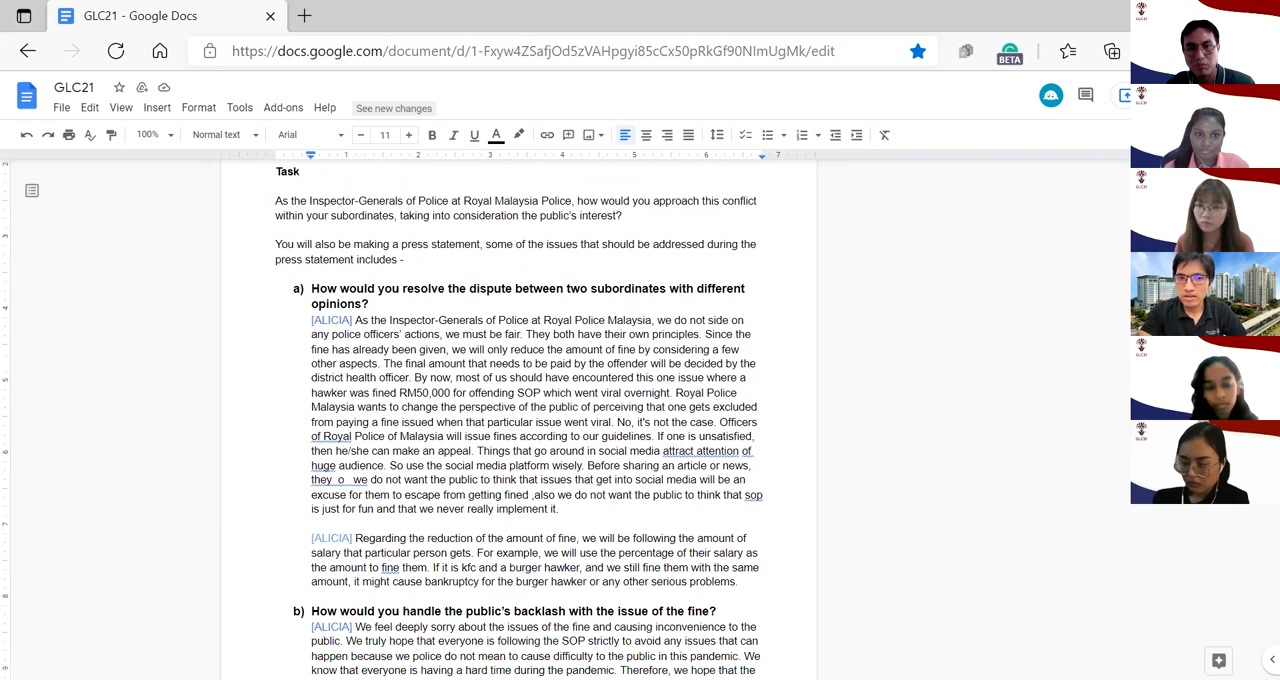 GLC21 - Google Docs
https://docs.google.com/document/d/1-Fxyw4ZSafjOd5zVAHpgyi85cCx50pRkGf90NImUgMk/edit
BETA
GLC21
File Edit View Insert Format Tools Add-ons Help See new changes
100% Normal text Arial 11 B I U A
1 2 3 4 5 6 7
Task
As the Inspector-Generals of Police at Royal Malaysia Police, how would you approach this conflict
within your subordinates, taking into consideration the public's interest?
You will also be making a press statement, some of the issues that should be addressed during the
press statement includes -
a) How would you resolve the dispute between two subordinates with different
opinions?
[ALICIA] As the Inspector-Generals of Police at Royal Police Malaysia, we do not side on
any police officers' actions, we must be fair. They both have their own principles. Since the
fine has already been given, we will only reduce the amount of fine by considering a few
other aspects. The final amount that needs to be paid by the offender will be decided by the
district health officer. By now, most of us should have encountered this one issue where a
hawker was fined RM50,000 for offending SOP which went viral overnight. Royal Police
Malaysia wants to change the perspective of the public of perceiving that one gets excluded
from paying a fine issued when that particular issue went viral. No, it's not the case. Officers
of Royal Police of Malaysia will issue fines according to our guidelines. If one is unsatisfied,
then he/she can make an appeal. Things that go around in social media attract attention of
huge audience. So use the social media platform wisely. Before sharing an article or news,
they o we do not want the public to think that issues that get into social media will be an
excuse for them to escape from getting fined ,also we do not want the public to think that sop
is just for fun and that we never really implement it.
[ALICIA] Regarding the reduction of the amount of fine, we will be following the amount of
salary that particular person gets. For example, we will use the percentage of their salary as
the amount to fine them. If it is kfc and a burger hawker, and we still fine them with the same
amount, it might cause bankruptcy for the burger hawker or any other serious problems.
b) How would you handle the public's backlash with the issue of the fine?
[ALICIA] We feel deeply sorry about the issues of the fine and causing inconvenience to the
public. We truly hope that everyone is following the SOP strictly to avoid any issues that can
happen because we police do not mean to cause difficulty to the public in this pandemic. We
know that everyone is having a hard time during the pandemic. Therefore, we hope that the